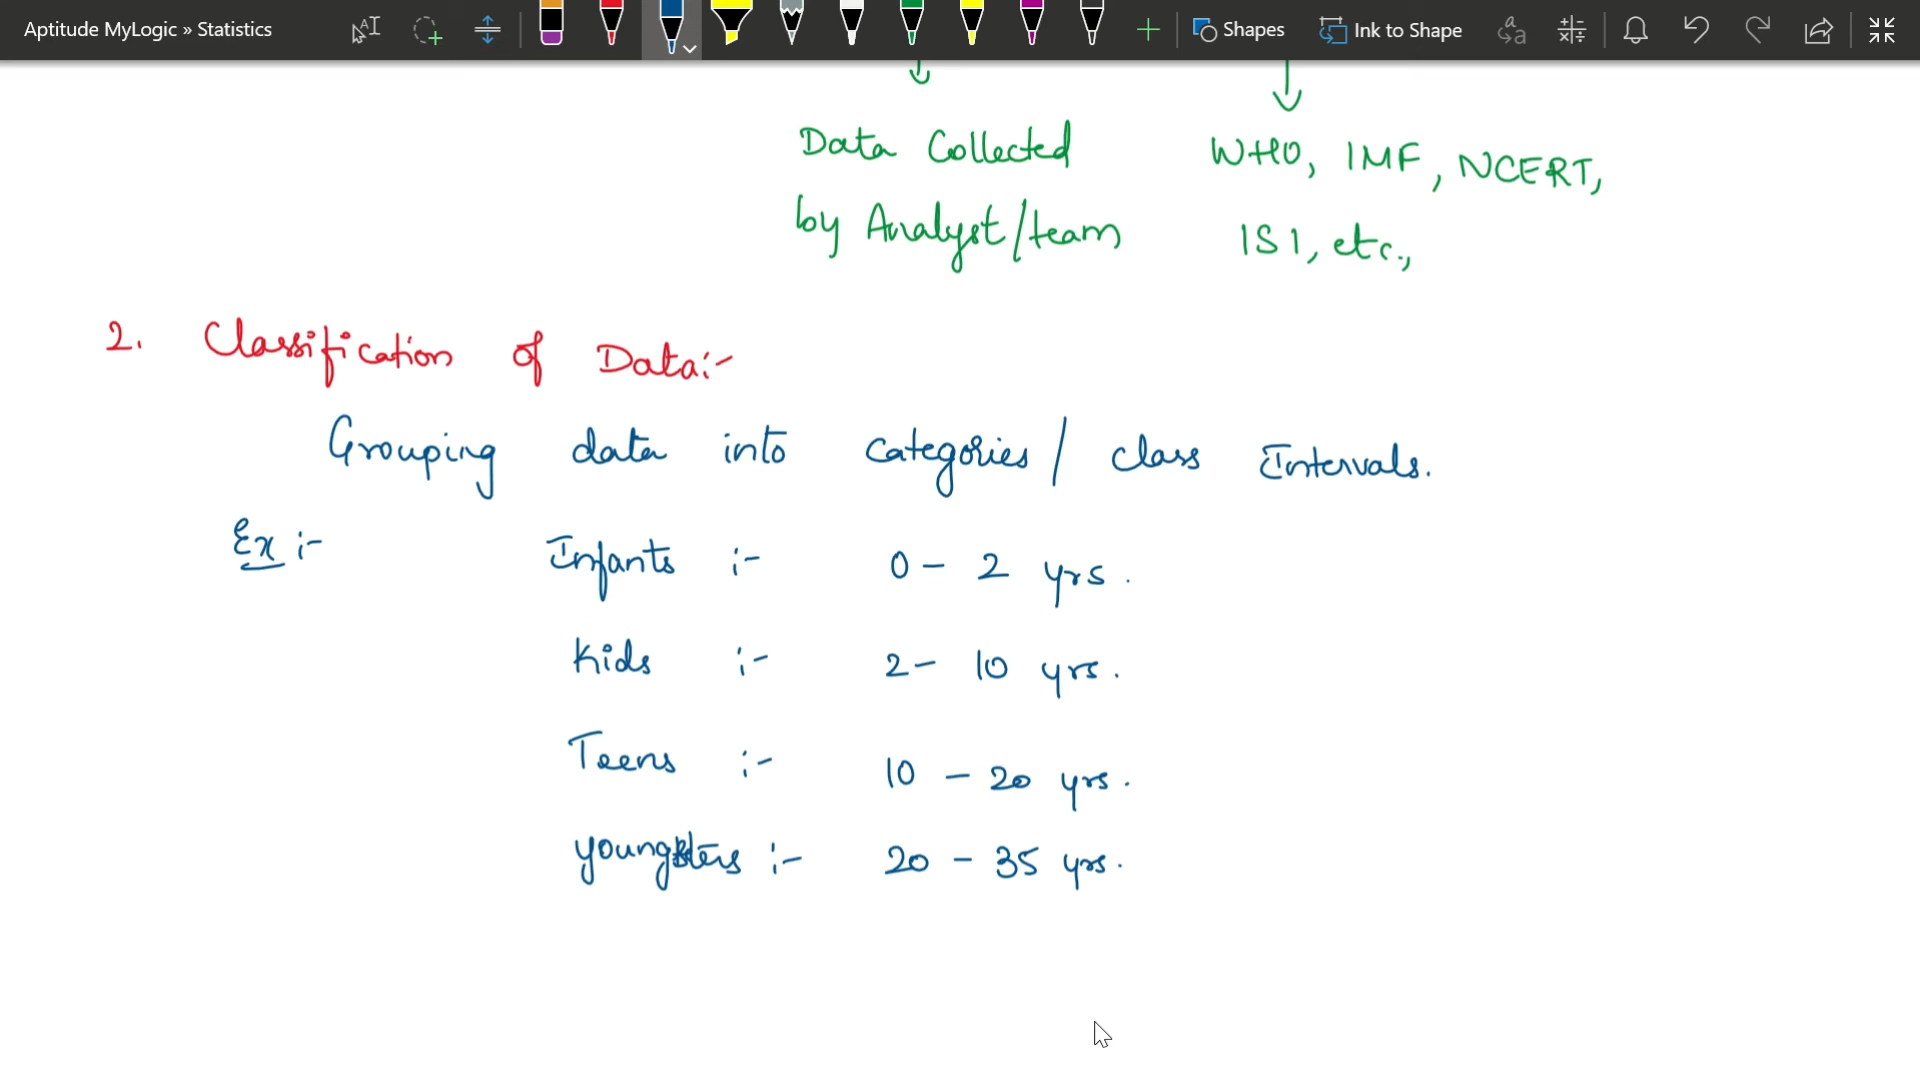 Aptitude MyLogic » Statistics
Shapes
Ink to Shape
Data Collected
by Analyst/team
WHO, IMF, NCERT,
ISI, etc.,
2. Classification of Data:-
Grouping data into categories / class Intervals.
Ex :-
Infants :- 0 - 2 yrs.
Kids :- 2 - 10 yrs.
Teens :- 10 - 20 yrs.
youngsters :- 20 - 35 yrs.